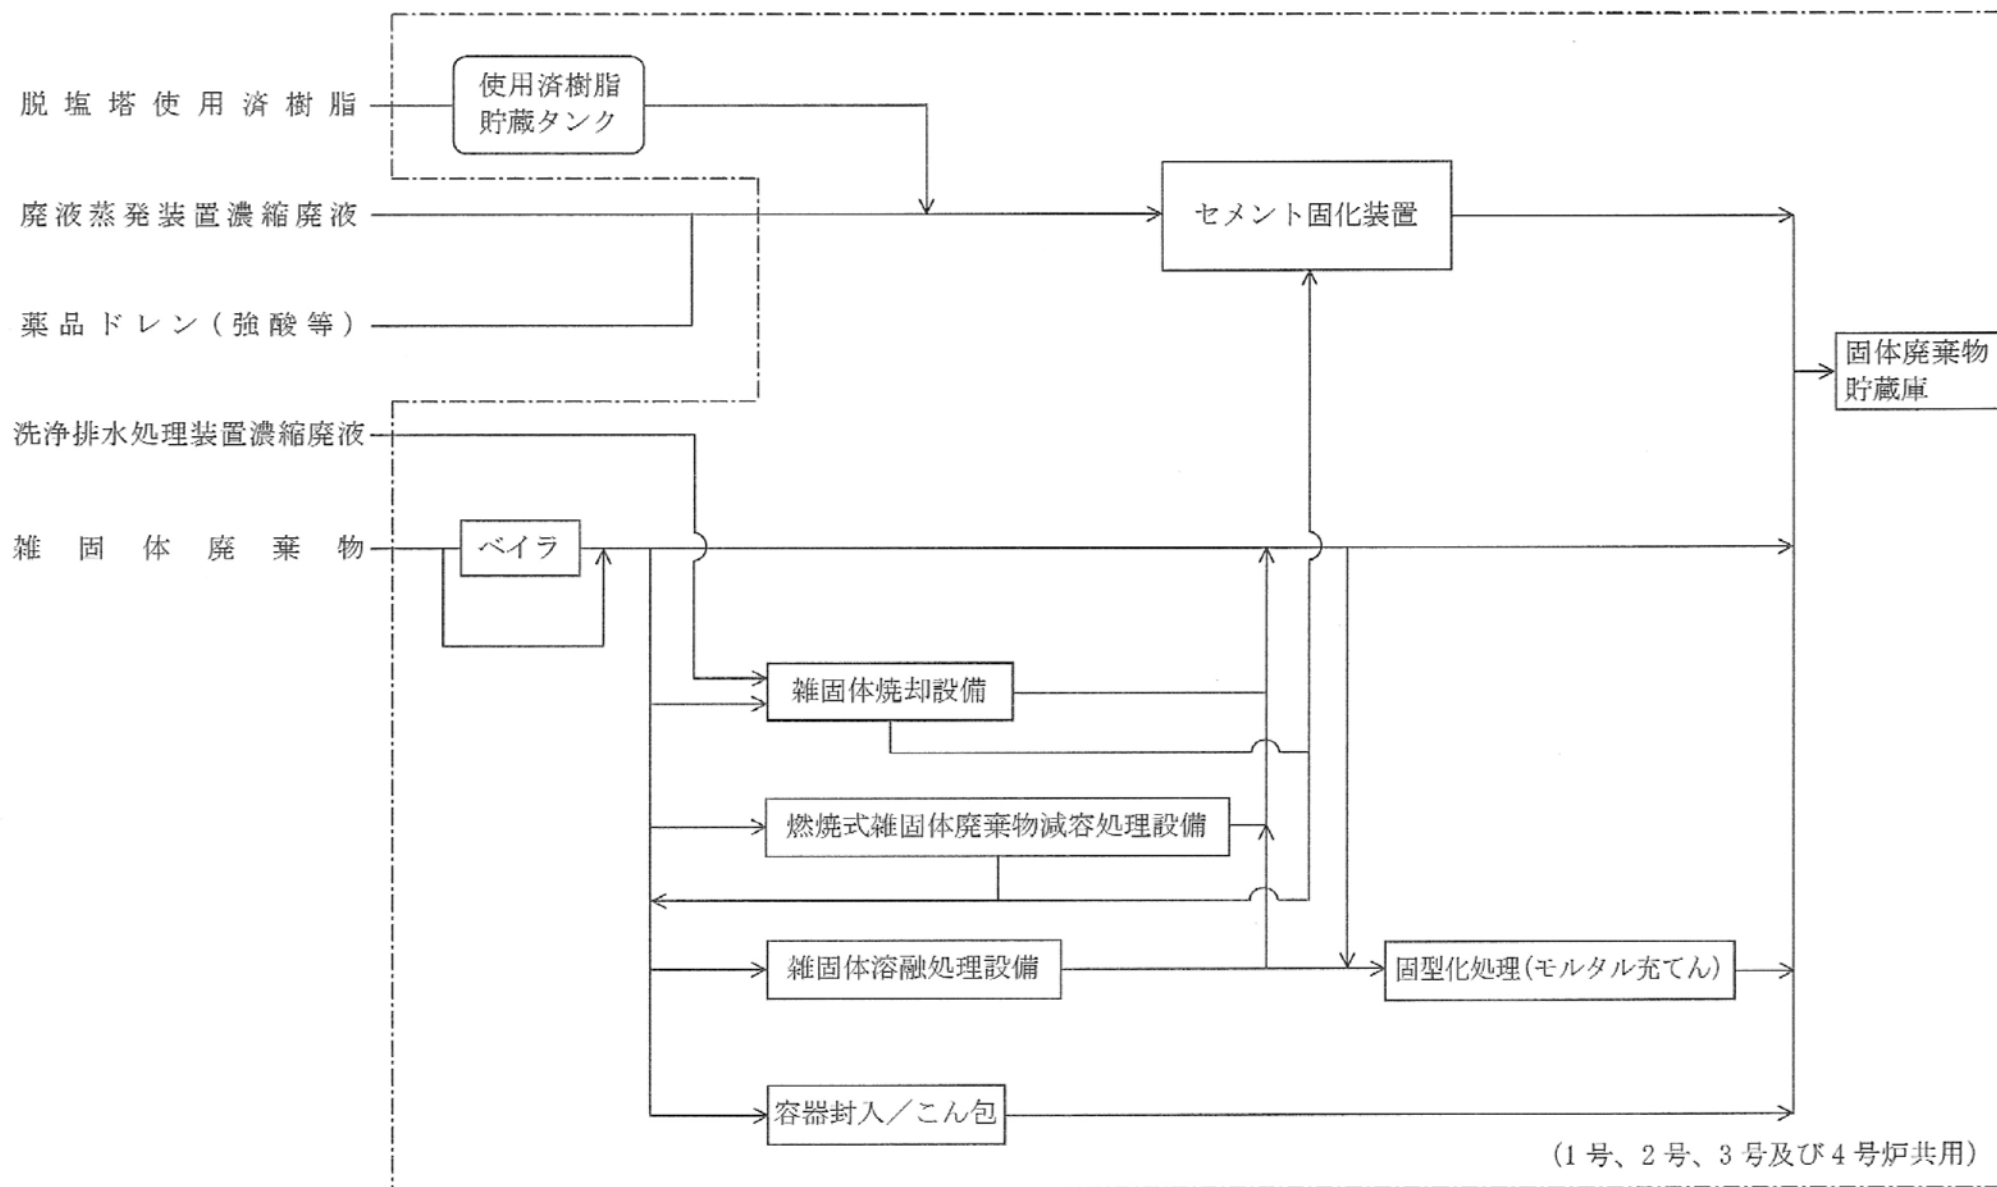 脱塩塔使用済樹脂
使用済樹脂
貯蔵タンク
廃液蒸発装置濃縮廃液
セメント固化装置
薬品ドレン(強酸等)
固体廃棄物
貯蔵庫
洗浄排水処理装置濃縮廃液
雑固体廃棄物
ベイラ
雑固体焼却設備
燃焼式雑固体廃棄物減容処理設備
雑固体溶融処理設備
固型化処理(モルタル充てん)
容器封入／こん包
(1号、2号、3号及び4号炉共用)